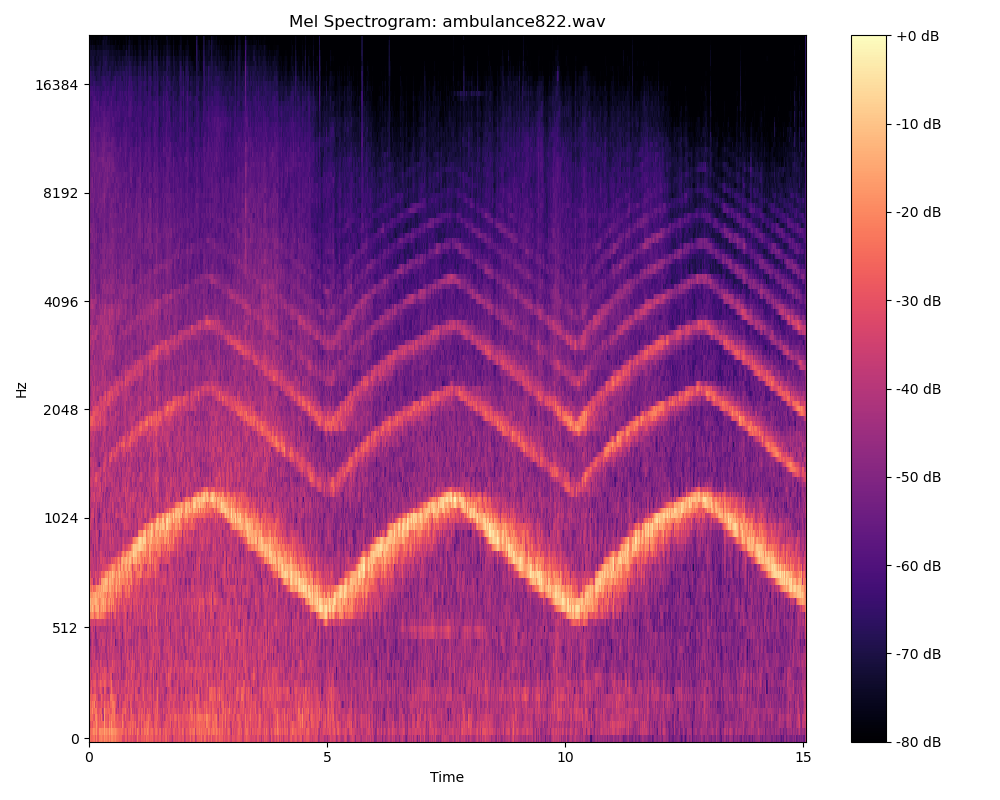 Mel Spectrogram: ambulance822.wav
+0 dB
16384
-10 dB
8192
-20 dB
4096
-30 dB
Hz
-40 dB
2048
-50 dB
1024
-60 dB
512
-70 dB
0
-80 dB
0
5
10
15
Time